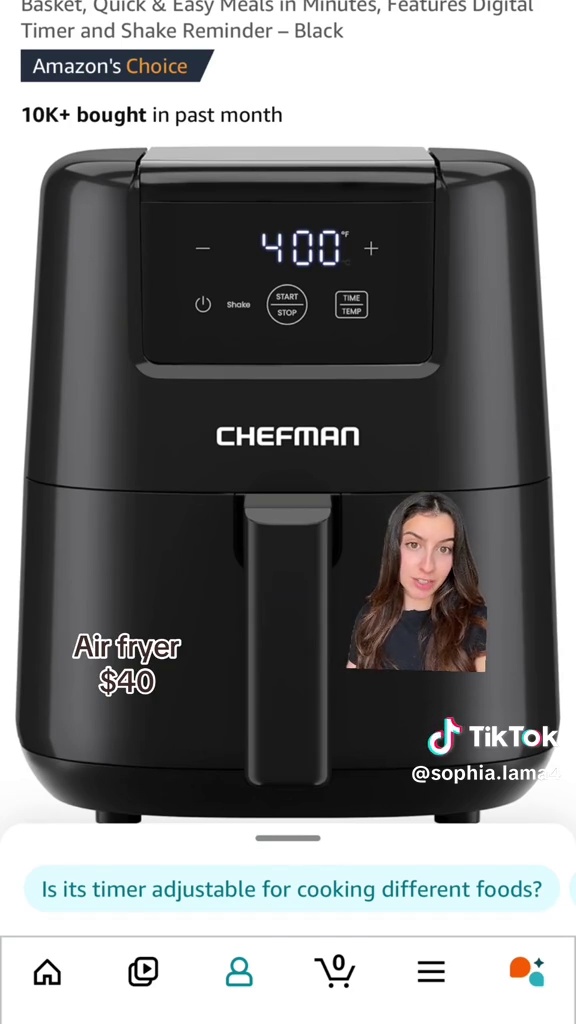 Basket, Quick & Easy Meals in Minutes, Features Digital
Timer and Shake Reminder – Black
Amazon's Choice
10K+ bought in past month
− 400 °F +
Shake
START
STOP
TIME
TEMP
CHEFMAN
Air fryer
$40
TikTok
@sophia.lama4
Is its timer adjustable for cooking different foods?
0